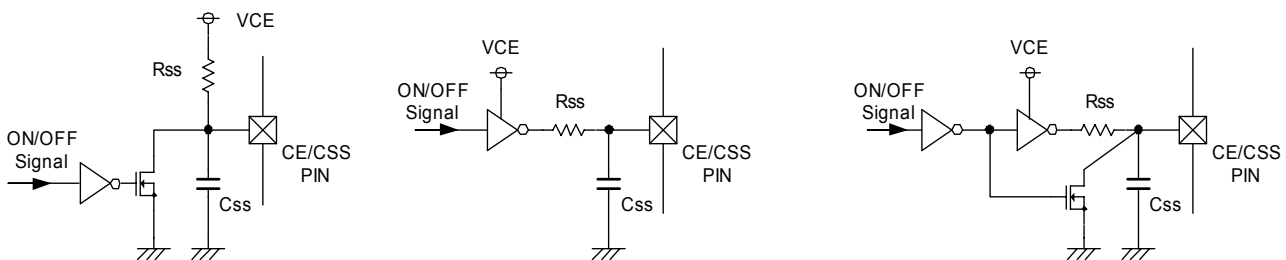 VCE
Rss
ON/OFF
Signal
CE/CSS
PIN
Css
VCE
ON/OFF
Signal
Rss
CE/CSS
PIN
Css
VCE
ON/OFF
Signal
Rss
CE/CSS
PIN
Css